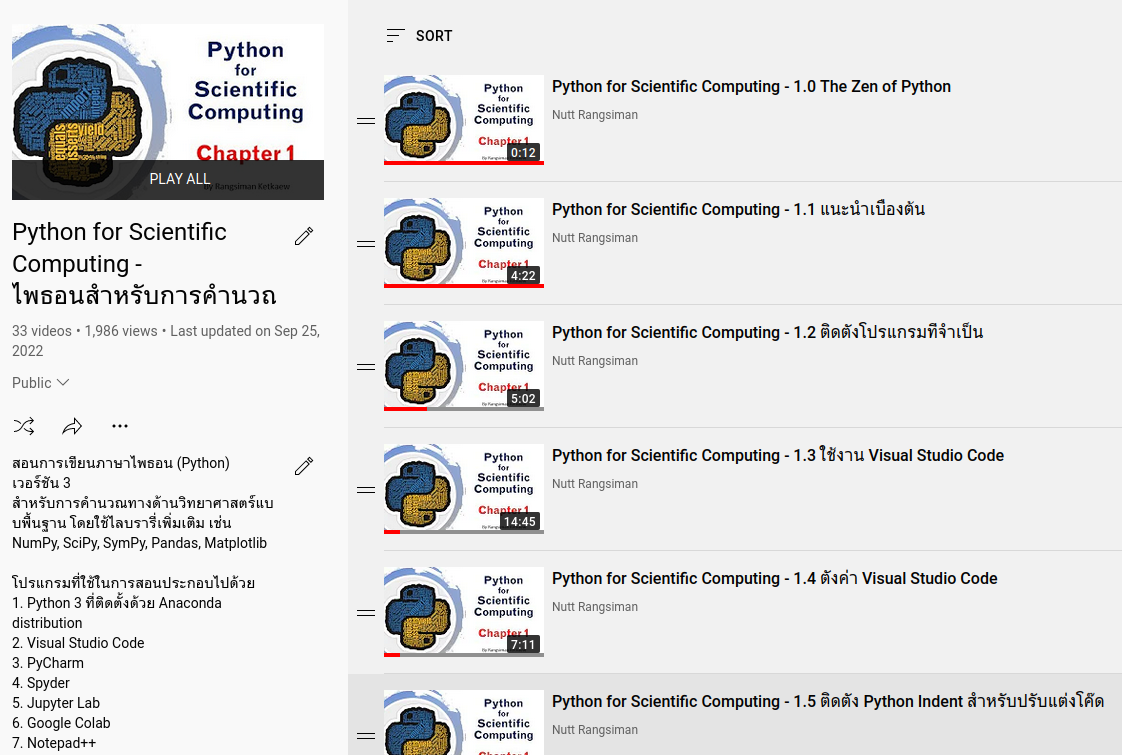 Python
for
Scientific
Computing
Chapter 1
PLAY ALL
By Rangsiman Ketkaew
Python for Scientific
Computing -
ไพธอนสำหรับการคำนวณ
33 videos • 1,986 views • Last updated on Sep 25,
2022
Public
สอนการเขียนภาษาไพธอน (Python)
เวอร์ชัน 3
สำหรับการคำนวณทางด้านวิทยาศาสตร์แบ
บพื้นฐาน โดยใช้ไลบรารี่เพิ่มเติม เช่น
NumPy, SciPy, SymPy, Pandas, Matplotlib
โปรแกรมที่ใช้ในการสอนประกอบไปด้วย
1. Python 3 ที่ติดตั้งด้วย Anaconda
distribution
2. Visual Studio Code
3. PyCharm
4. Spyder
5. Jupyter Lab
6. Google Colab
7. Notepad++
SORT
Python
for
Scientific
Computing
Chapter 1
0:12
Python for Scientific Computing - 1.0 The Zen of Python
Nutt Rangsiman
Python
for
Scientific
Computing
Chapter 1
4:22
Python for Scientific Computing - 1.1 แนะนำเบื้องต้น
Nutt Rangsiman
Python
for
Scientific
Computing
Chapter 1
5:02
Python for Scientific Computing - 1.2 ติดตั้งโปรแกรมที่จำเป็น
Nutt Rangsiman
Python
for
Scientific
Computing
Chapter 1
14:45
Python for Scientific Computing - 1.3 ใช้งาน Visual Studio Code
Nutt Rangsiman
Python
for
Scientific
Computing
Chapter 1
7:11
Python for Scientific Computing - 1.4 ตั้งค่า Visual Studio Code
Nutt Rangsiman
Python
for
Scientific
Computing
Python for Scientific Computing - 1.5 ติดตั้ง Python Indent สำหรับปรับแต่งโค๊ด
Nutt Rangsiman